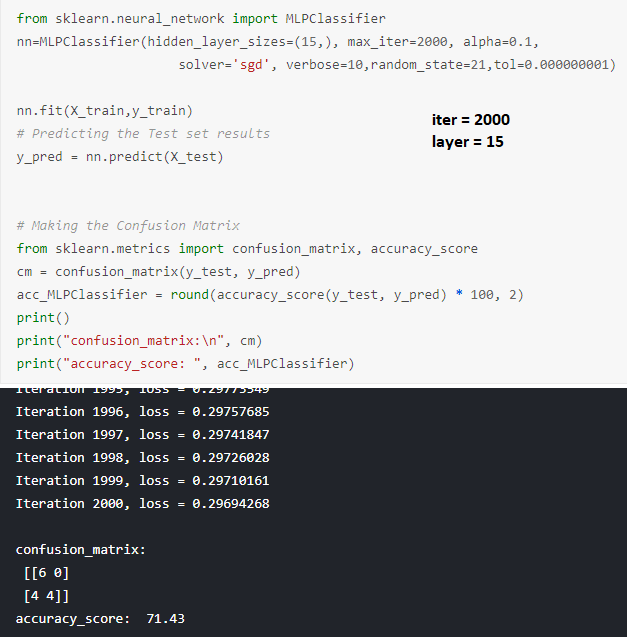 from sklearn.neural_network import MLPClassifier
nn=MLPClassifier(hidden_layer_sizes=(15,), max_iter=2000, alpha=0.1,
                     solver='sgd', verbose=10,random_state=21,tol=0.000000001)
nn.fit(X_train,y_train)
# Predicting the Test set results
y_pred = nn.predict(X_test)
iter = 2000
layer = 15
# Making the Confusion Matrix
from sklearn.metrics import confusion_matrix, accuracy_score
cm = confusion_matrix(y_test, y_pred)
acc_MLPClassifier = round(accuracy_score(y_test, y_pred) * 100, 2)
print()
print("confusion_matrix:\n", cm)
print("accuracy_score: ", acc_MLPClassifier)
Iteration 1995, loss = 0.29773549
Iteration 1996, loss = 0.29757685
Iteration 1997, loss = 0.29741847
Iteration 1998, loss = 0.29726028
Iteration 1999, loss = 0.29710161
Iteration 2000, loss = 0.29694268
confusion_matrix:
 [[6 0]
 [4 4]]
accuracy_score:  71.43